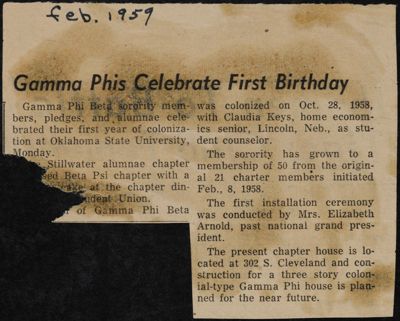 feb. 1959
Gamma Phis Celebrate First Birthday
Gamma Phi Beta sorority mem-
bers, pledges, and alumnae cele-
brated their first year of coloniza-
tion at Oklahoma State University,
Monday.
Stillwater alumnae chapter
Beta Psi chapter with a
at the chapter din-
Union.
of Gamma Phi Beta
was colonized on Oct. 28, 1958,
with Claudia Keys, home econom-
ics senior, Lincoln, Neb., as stu-
dent counselor.
The sorority has grown to a
membership of 50 from the origin-
al 21 charter members initiated
Feb., 8, 1958.
The first installation ceremony
was conducted by Mrs. Elizabeth
Arnold, past national grand pres-
ident.
The present chapter house is lo-
cated at 302 S. Cleveland and con-
struction for a three story colon-
ial-type Gamma Phi house is plan-
ned for the near future.